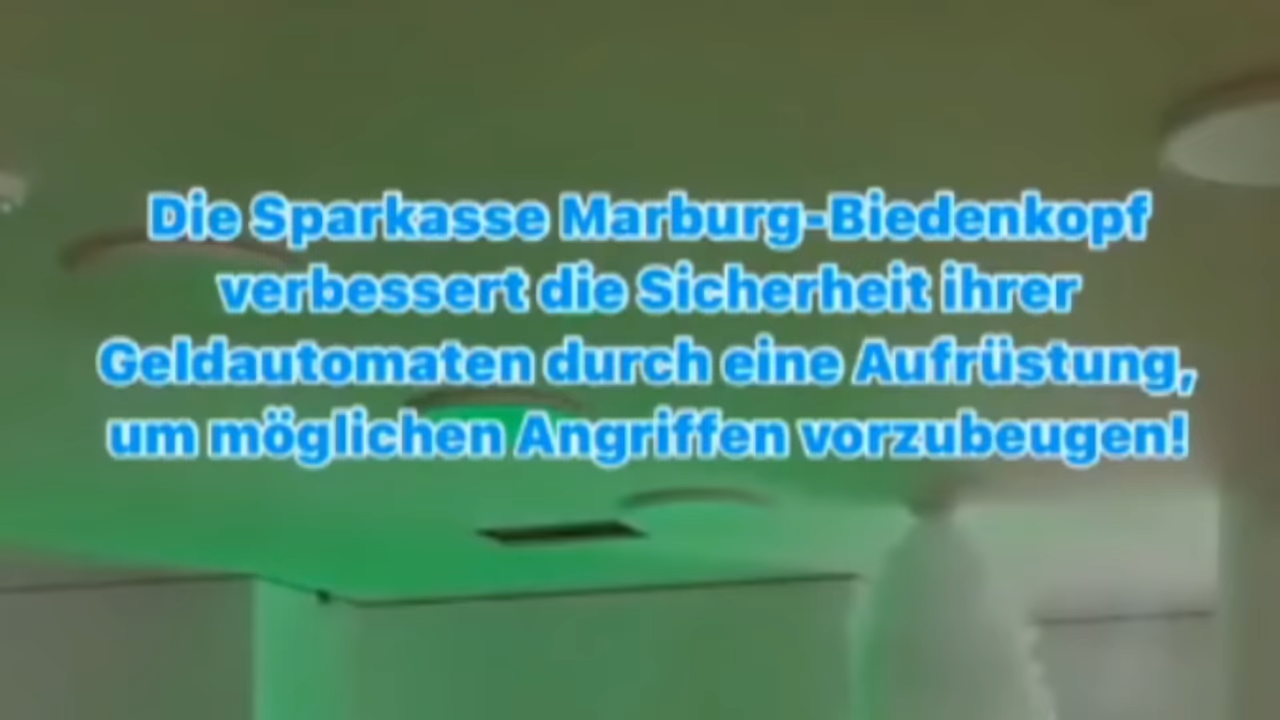 Die Sparkasse Marburg-Biedenkopf
verbessert die Sicherheit ihrer
Geldautomaten durch eine Aufrüstung,
um möglichen Angriffen vorzubeugen!